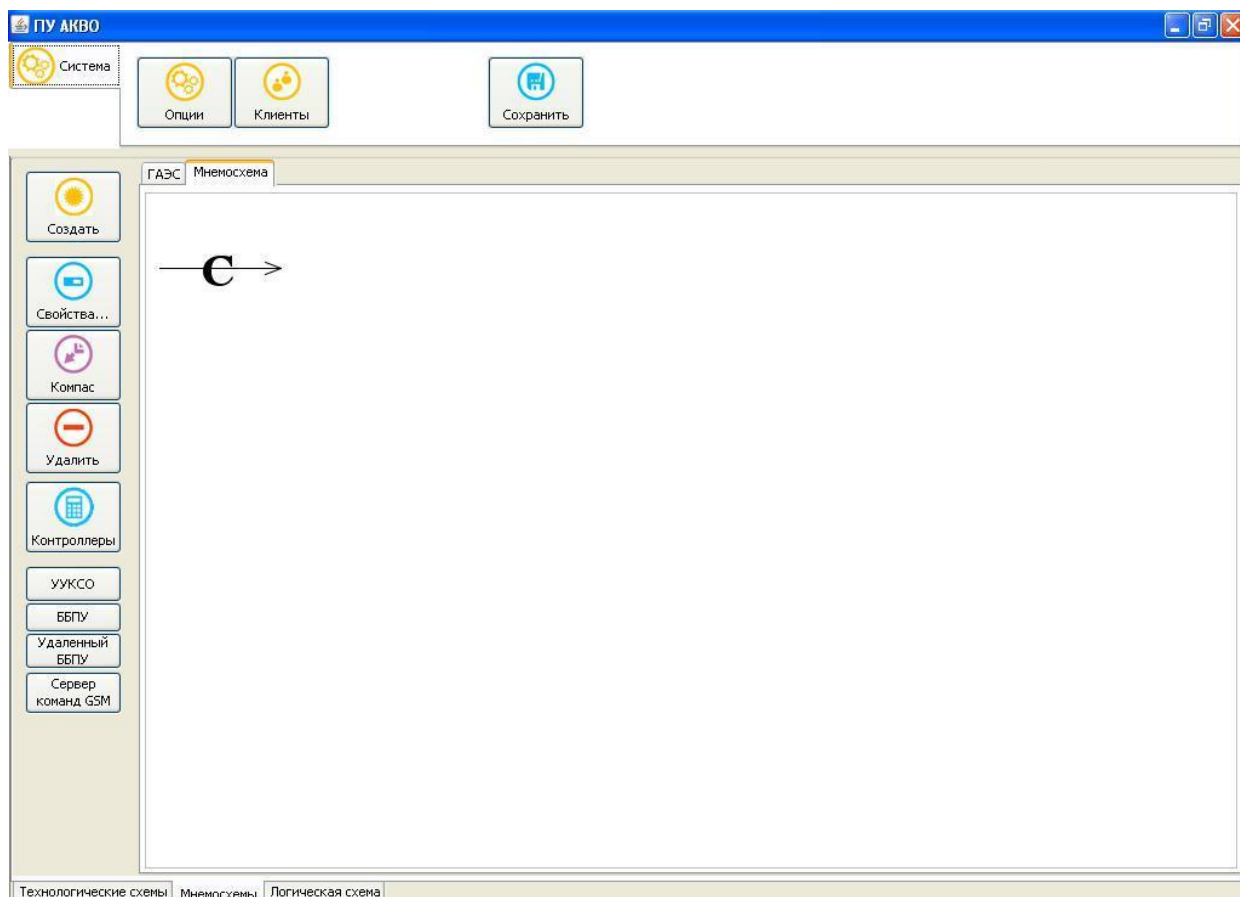 ПУ АКВО
Система
Опции
Клиенты
Сохранить
ГАЭС
Мнемосхема
Создать
Свойства...
Компас
Удалить
Контроллеры
УУКСО
ББПУ
Удаленный
ББПУ
Сервер
команд GSM
С
Технологические схемы
Мнемосхемы
Логическая схема